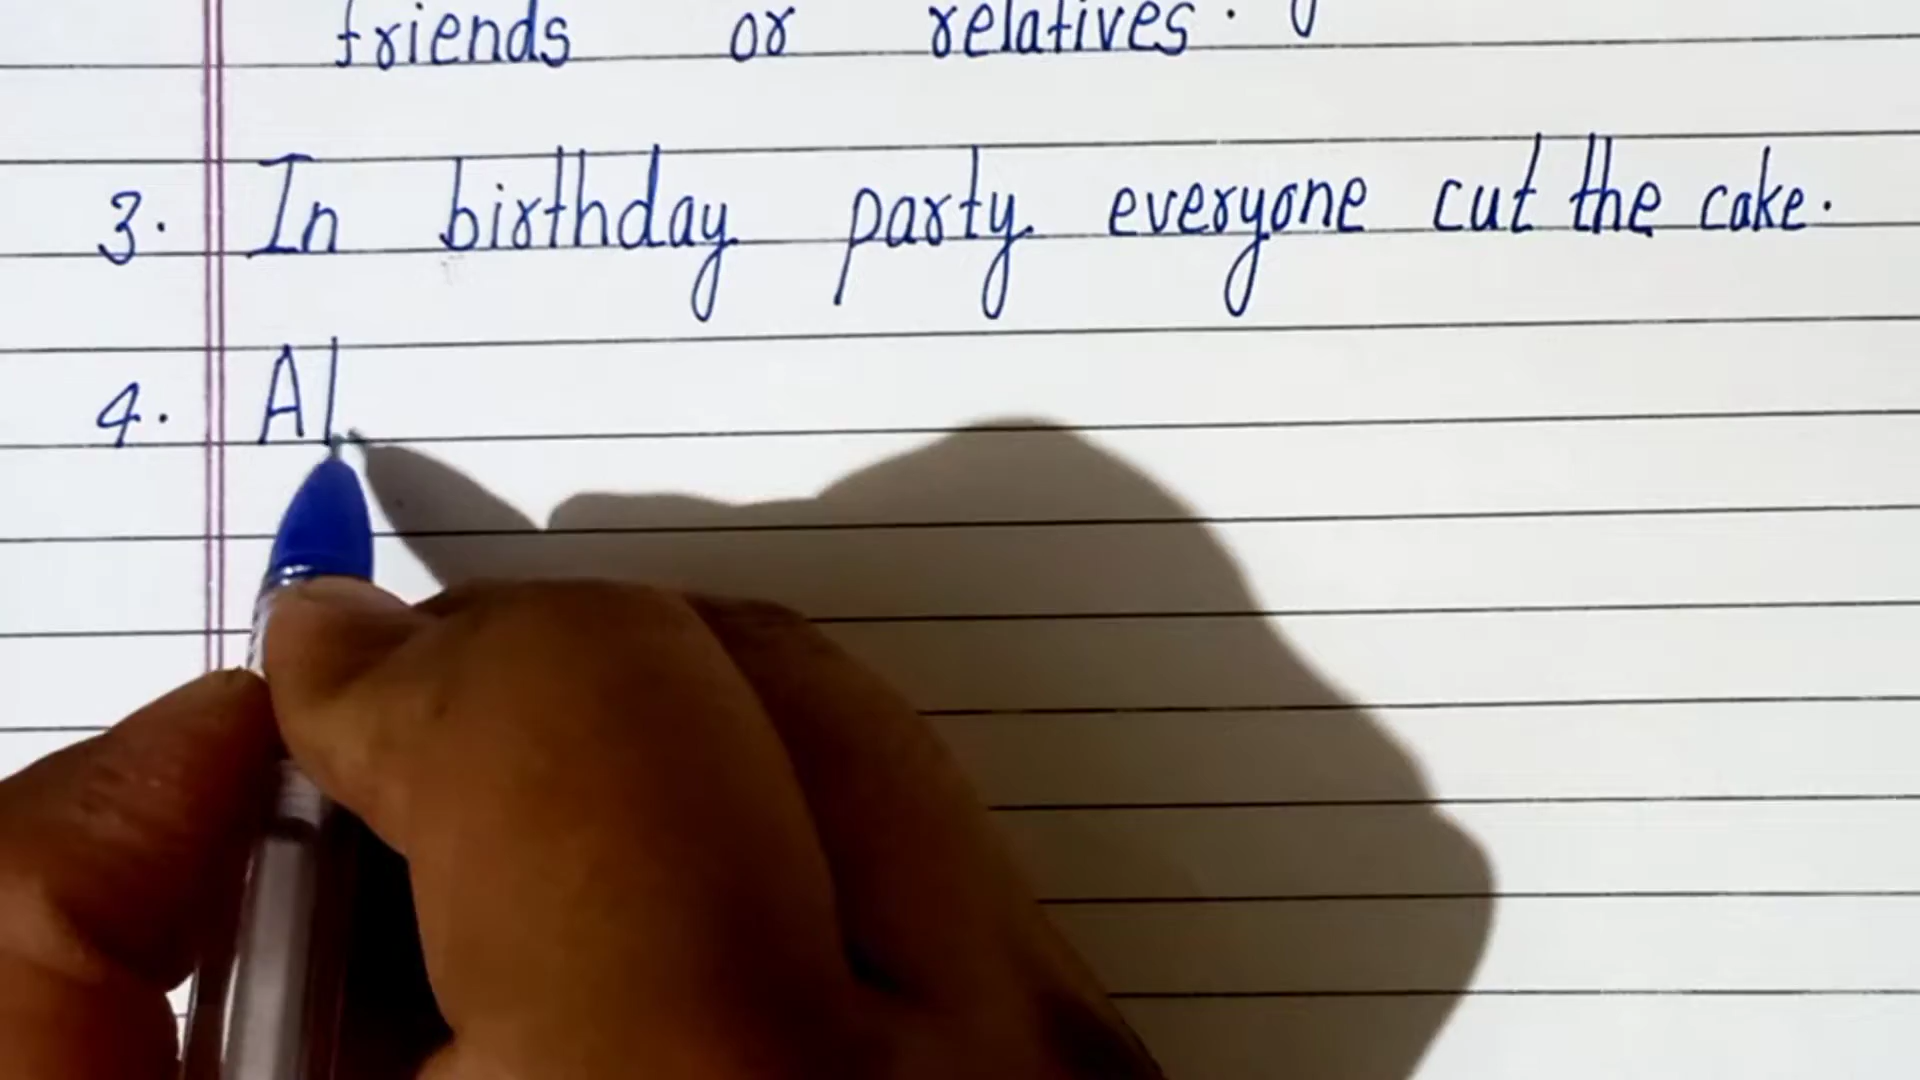 friends or relatives.
3. In birthday party everyone cut the cake.
4. Al